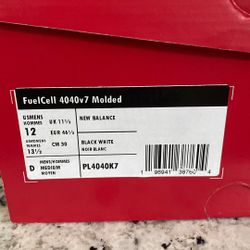 FuelCell 4040v7 Molded
USMENS
HOMMES
12
UK 11½
EUR 46½
NEW BALANCE
WOMENS
FEMMES
13½
CM 30
BLACK WHITE
NOIR BLANC
D
MENS/HOMMES
MEDIUM
MOYEN
PL4040K7